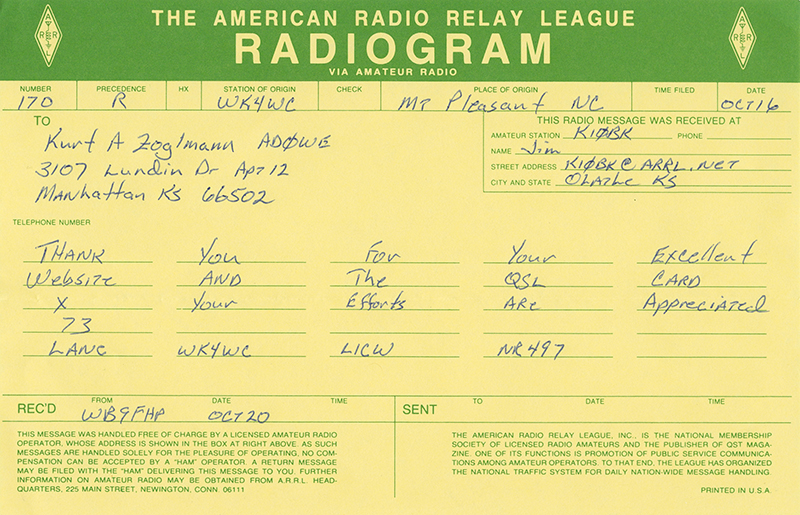 THE AMERICAN RADIO RELAY LEAGUE
RADIOGRAM
VIA AMATEUR RADIO
ARRL
ARRL
NUMBER PRECEDENCE HX STATION OF ORIGIN CHECK PLACE OF ORIGIN TIME FILED DATE
170 R WK4WC Mt Pleasant NC OCT 16
TO
Kurt A Zoglmann ADØWE
3107 Lundin Dr Apt 12
Manhattan KS 66502
THIS RADIO MESSAGE WAS RECEIVED AT
AMATEUR STATION KIØBK PHONE
NAME Jim
STREET ADDRESS KIØBK@ARRL.NET
CITY AND STATE Olathe KS
TELEPHONE NUMBER
THANK You For Your Excellent
Website AND The QSL CARD
X Your Efforts Are Appreciated
73
LANC WK4WC LICW NR497
REC'D FROM WB9FHP DATE OCT 20 TIME
SENT TO DATE TIME
THIS MESSAGE WAS HANDLED FREE OF CHARGE BY A LICENSED AMATEUR RADIO
OPERATOR, WHOSE ADDRESS IS SHOWN IN THE BOX AT RIGHT ABOVE. AS SUCH
MESSAGES ARE HANDLED SOLELY FOR THE PLEASURE OF OPERATING, NO COM-
PENSATION CAN BE ACCEPTED BY A "HAM" OPERATOR. A RETURN MESSAGE
MAY BE FILED WITH THE "HAM" DELIVERING THIS MESSAGE TO YOU. FURTHER
INFORMATION ON AMATEUR RADIO MAY BE OBTAINED FROM A.R.R.L. HEAD-
QUARTERS, 225 MAIN STREET, NEWINGTON, CONN. 06111
THE AMERICAN RADIO RELAY LEAGUE, INC., IS THE NATIONAL MEMBERSHIP
SOCIETY OF LICENSED RADIO AMATEURS AND THE PUBLISHER OF QST MAGA-
ZINE. ONE OF ITS FUNCTIONS IS PROMOTION OF PUBLIC SERVICE COMMUNICA-
TIONS AMONG AMATEUR OPERATORS. TO THAT END, THE LEAGUE HAS ORGANIZED
THE NATIONAL TRAFFIC SYSTEM FOR DAILY NATION-WIDE MESSAGE HANDLING.
PRINTED IN U.S.A.